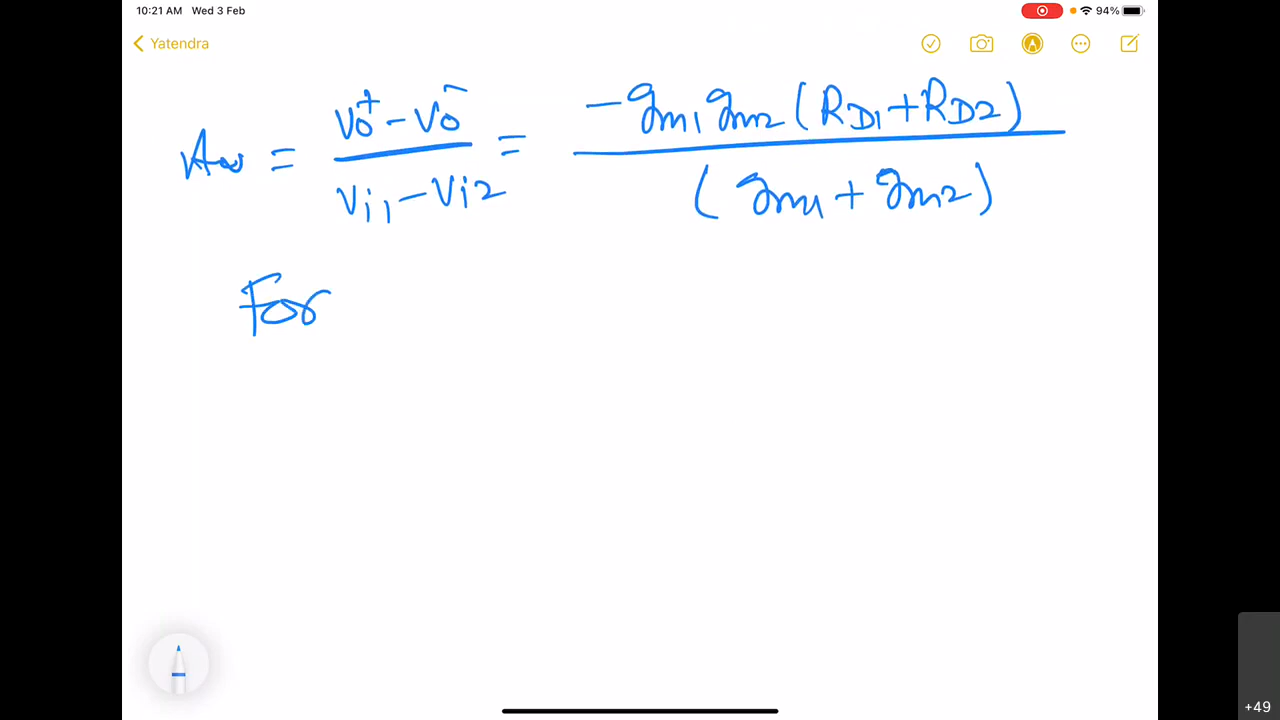 10:21 AM Wed 3 Feb 94%
Yatendra
Av = (vo+ - vo-) / (vi1 - vi2) = -gm1 gm2 (RD1 + RD2) / (gm1 + gm2)
For
+49